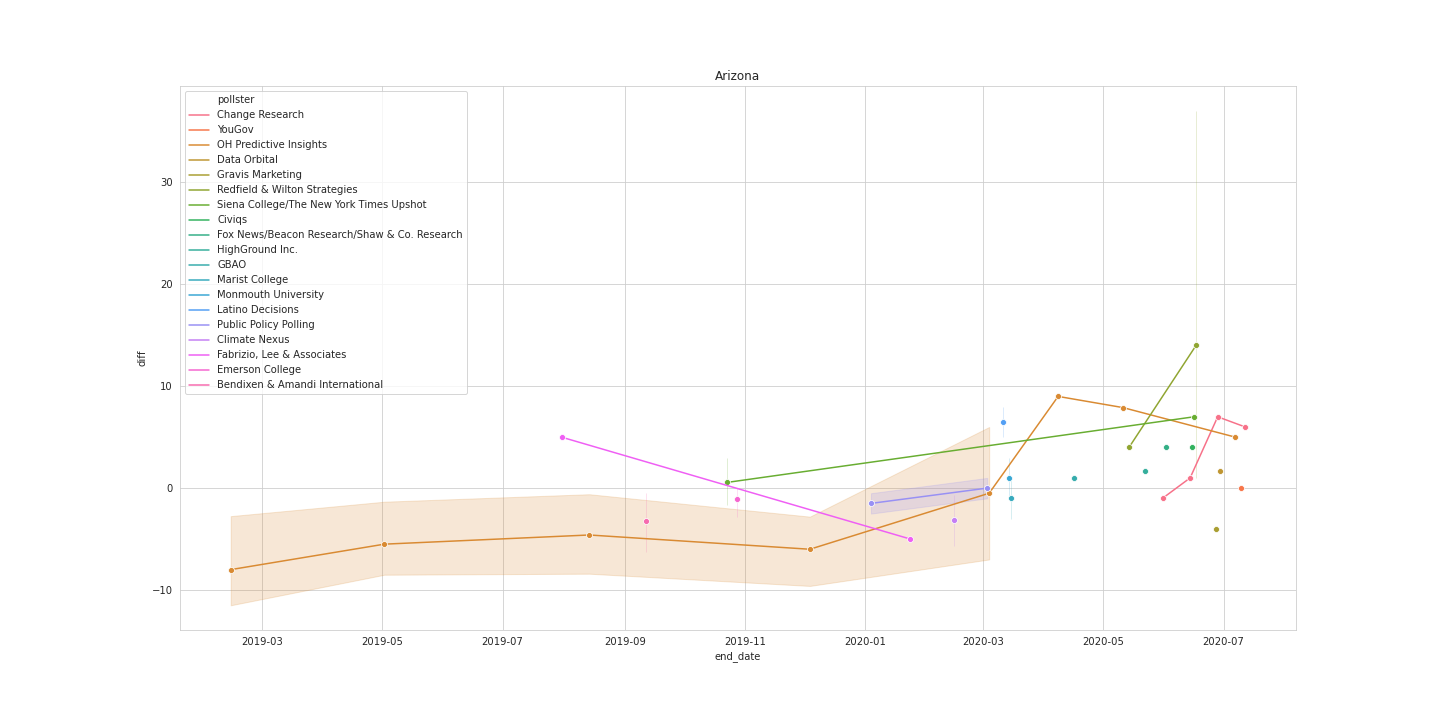 Arizona
pollster
Change Research
YouGov
OH Predictive Insights
Data Orbital
Gravis Marketing
Redfield & Wilton Strategies
Siena College/The New York Times Upshot
Civiqs
Fox News/Beacon Research/Shaw & Co. Research
HighGround Inc.
GBAO
Marist College
Monmouth University
Latino Decisions
Public Policy Polling
Climate Nexus
Fabrizio, Lee & Associates
Emerson College
Bendixen & Amandi International
30
20
10
0
−10
diff
2019-03 2019-05 2019-07 2019-09 2019-11 2020-01 2020-03 2020-05 2020-07
end_date